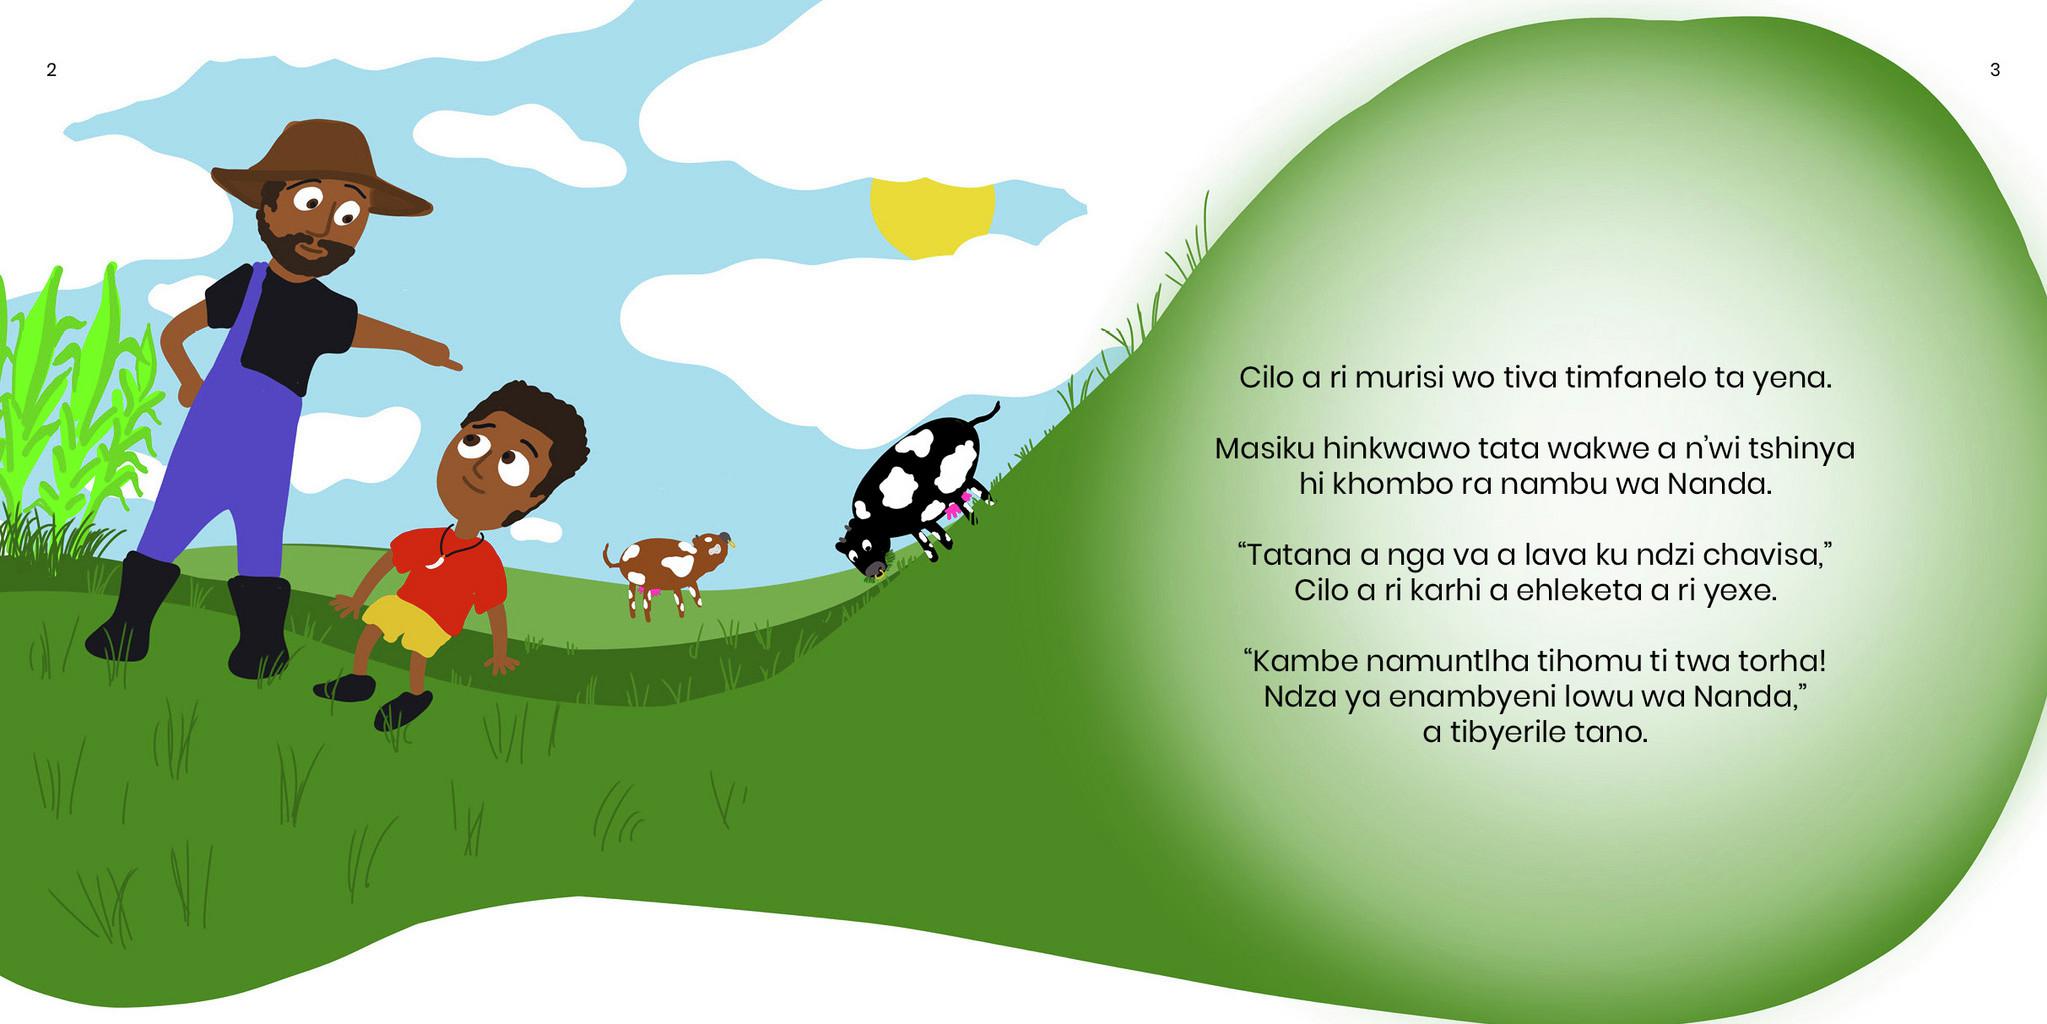 2
3
Cilo a ri murisi wo tiva timfanelo ta yena.
Masiku hinkwawo tata wakwe a n’wi tshinya
hi khombo ra nambu wa Nanda.
“Tatana a nga va a lava ku ndzi chavisa,”
Cilo a ri karhi a ehleketa a ri yexe.
“Kambe namuntlha tihomu ti twa torha!
Ndza ya enambyeni lowu wa Nanda,”
a tibyerile tano.